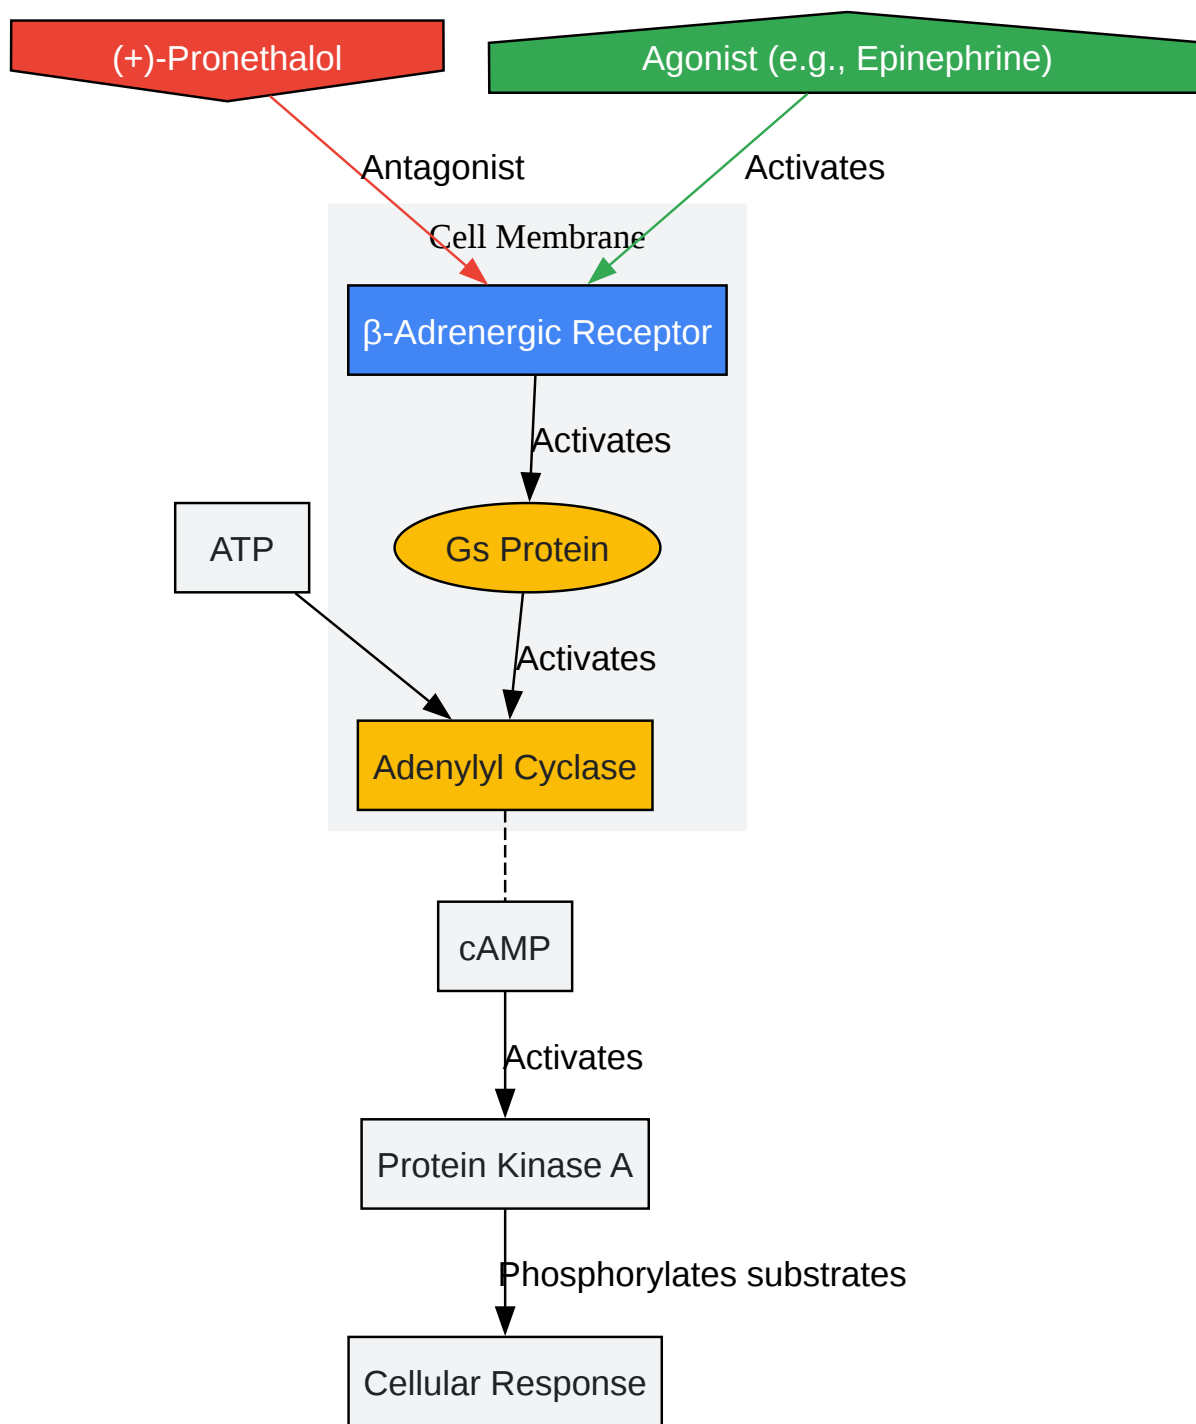 (+)-Pronethalol
Agonist (e.g., Epinephrine)
Antagonist
Activates
Cell Membrane
β-Adrenergic Receptor
Activates
ATP
Gs Protein
Activates
Adenylyl Cyclase
cAMP
Activates
Protein Kinase A
Phosphorylates substrates
Cellular Response